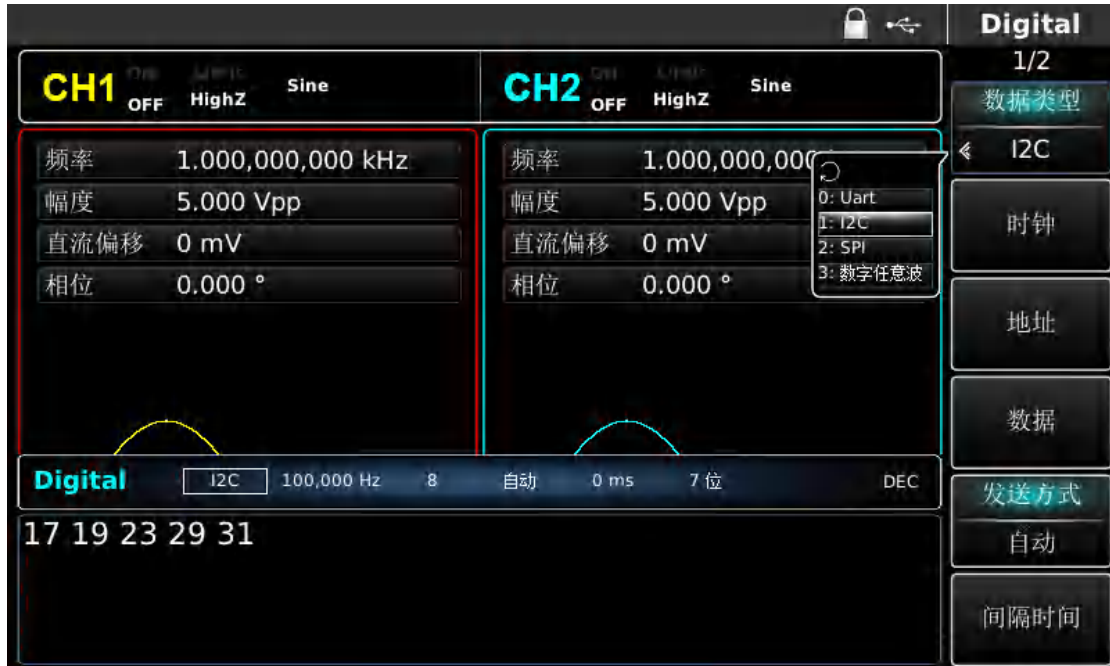 Digital
1/2
CH1 OFF HighZ Sine
CH2 OFF HighZ Sine
频率 1.000,000,000 kHz
幅度 5.000 Vpp
直流偏移 0 mV
相位 0.000 °
频率 1.000,000,000
幅度 5.000 Vpp
直流偏移 0 mV
相位 0.000 °
0: Uart
1: I2C
2: SPI
3: 数字任意波
Digital I2C 100,000 Hz 8 自动 0 ms 7 位 DEC
17 19 23 29 31
数据类型
I2C
时钟
地址
数据
发送方式
自动
间隔时间